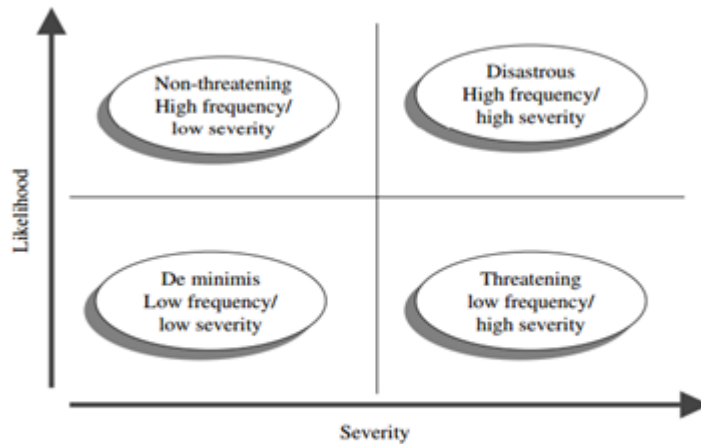 Non-threatening
High frequency/
low severity
Disastrous
High frequency/
high severity
Likelihood
De minimis
Low frequency/
low severity
Threatening
low frequency/
high severity
Severity